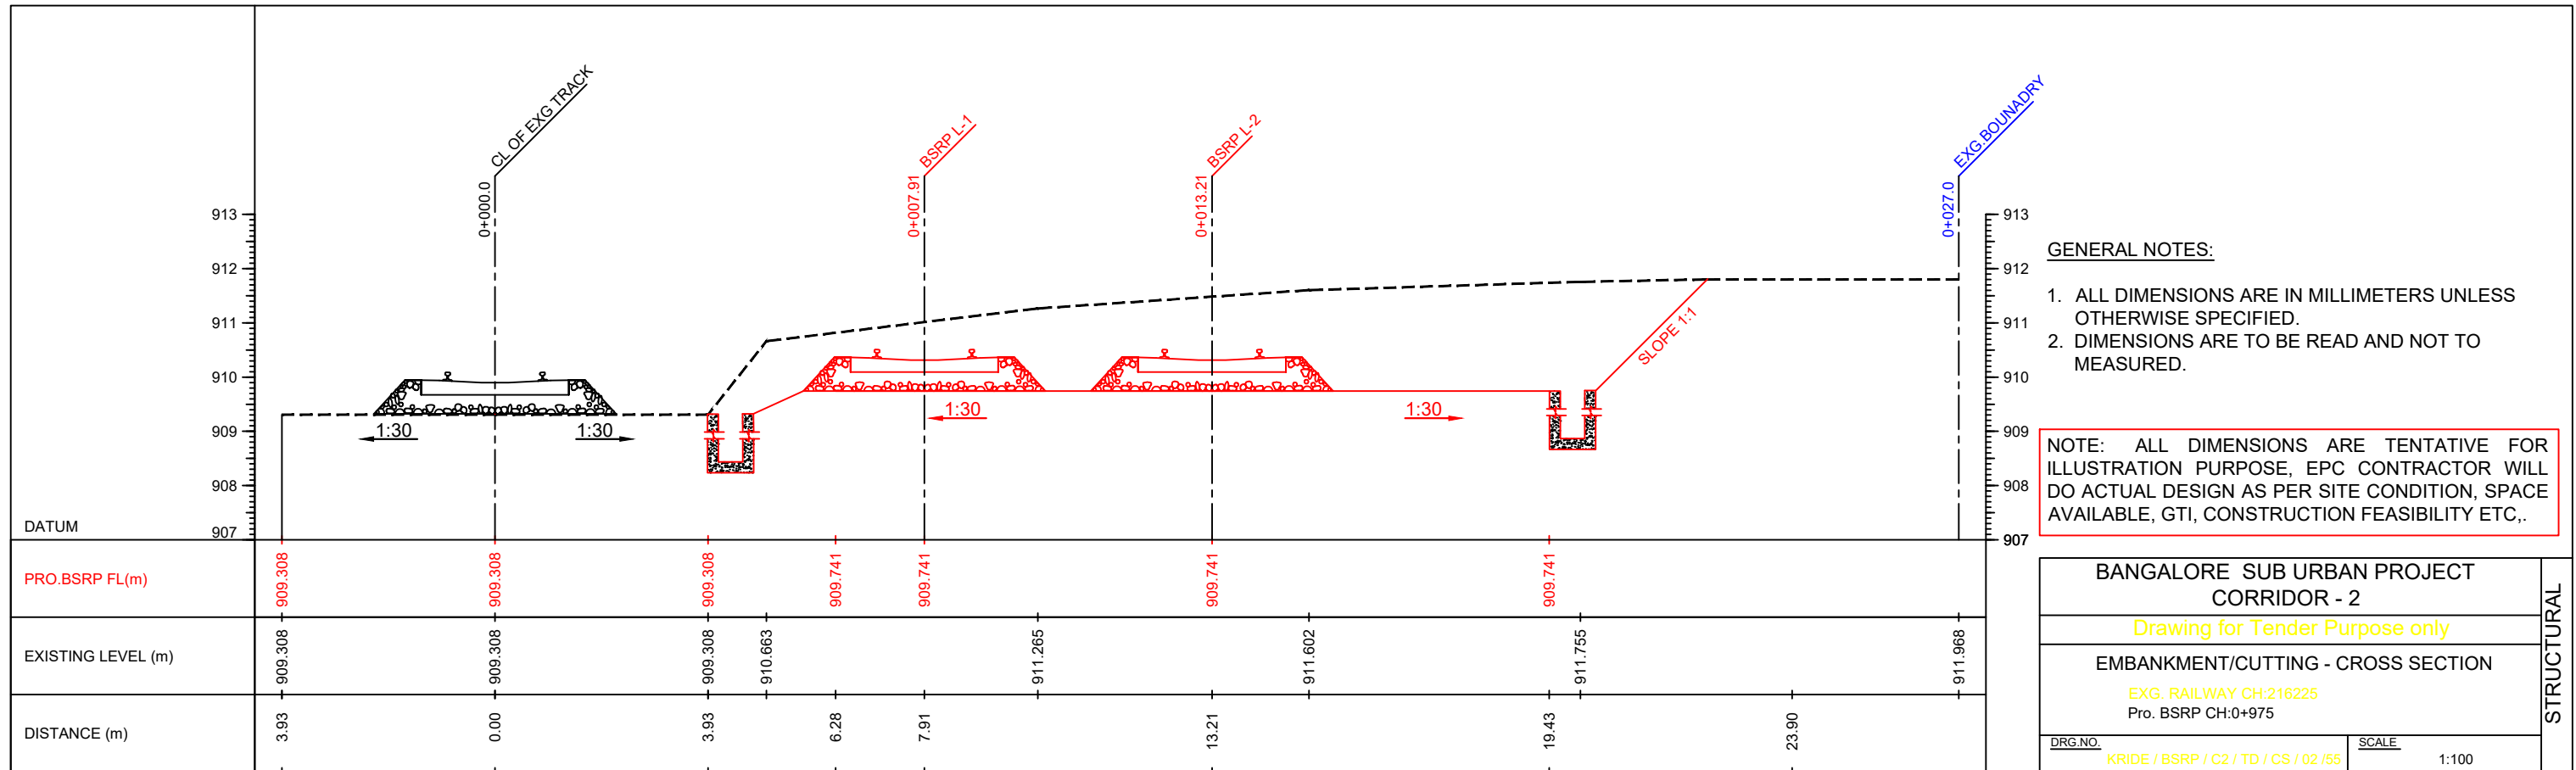 CL OF EXG TRACK
BSRP L-1
BSRP L-2
EXG.BOUNADRY
0+000.0
0+007.91
0+013.21
0+027.0
913
912
911
910
909
908
907
913
912
911
910
909
908
907
1:30
1:30
1:30
1:30
SLOPE 1:1
DATUM
PRO.BSRP FL(m)
909.308
909.308
909.308
909.741
909.741
909.741
909.741
EXISTING LEVEL (m)
909.308
909.308
909.308
910.663
911.265
911.602
911.755
911.968
DISTANCE (m)
3.93
0.00
3.93
6.28
7.91
13.21
19.43
23.90
GENERAL NOTES:
1. ALL DIMENSIONS ARE IN MILLIMETERS UNLESS
OTHERWISE SPECIFIED.
2. DIMENSIONS ARE TO BE READ AND NOT TO
MEASURED.
NOTE: ALL DIMENSIONS ARE TENTATIVE FOR
ILLUSTRATION PURPOSE, EPC CONTRACTOR WILL
DO ACTUAL DESIGN AS PER SITE CONDITION, SPACE
AVAILABLE, GTI, CONSTRUCTION FEASIBILITY ETC,.
BANGALORE SUB URBAN PROJECT
CORRIDOR - 2
Drawing for Tender Purpose only
EMBANKMENT/CUTTING - CROSS SECTION
EXG. RAILWAY CH:216225
Pro. BSRP CH:0+975
STRUCTURAL
DRG.NO.
KRIDE / BSRP / C2 / TD / CS / 02 /55
SCALE
1:100